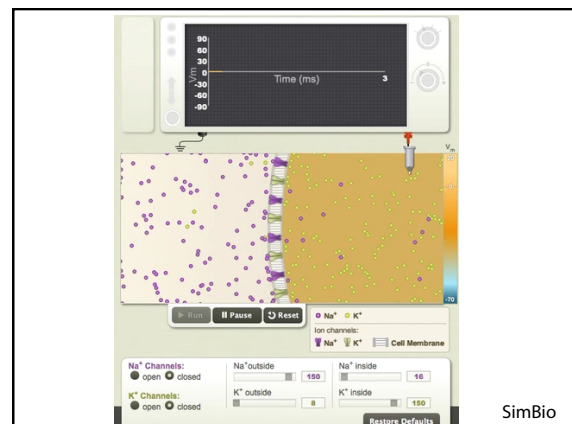 90
60
30
0
-30
-60
-90
Vm
Time (ms)
3
Vm
-70
Run
Pause
Reset
Na⁺ K⁺
Ion channels:
Na⁺ K⁺ Cell Membrane
Na⁺ Channels:
open closed
K⁺ Channels:
open closed
Na⁺outside
150
K⁺ outside
8
Na⁺ inside
16
K⁺ inside
150
Restore Defaults
SimBio